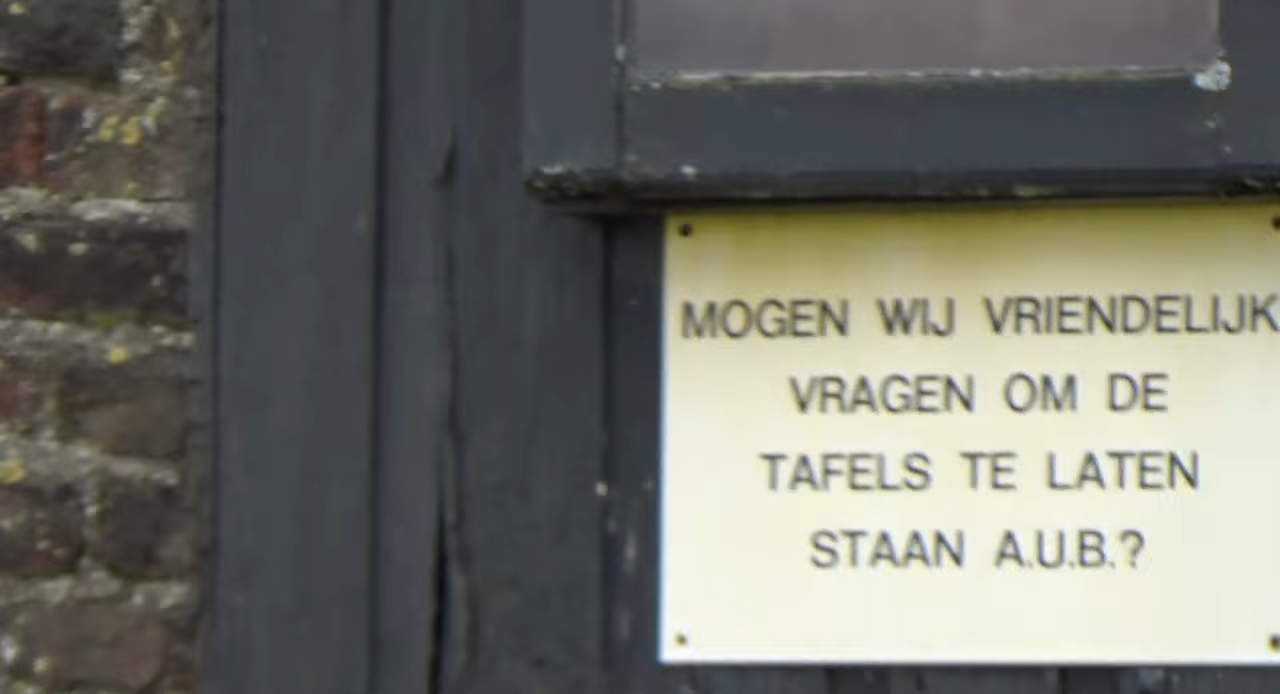 MOGEN WIJ VRIENDELIJK
VRAGEN OM DE
TAFELS TE LATEN
STAAN A.U.B.?